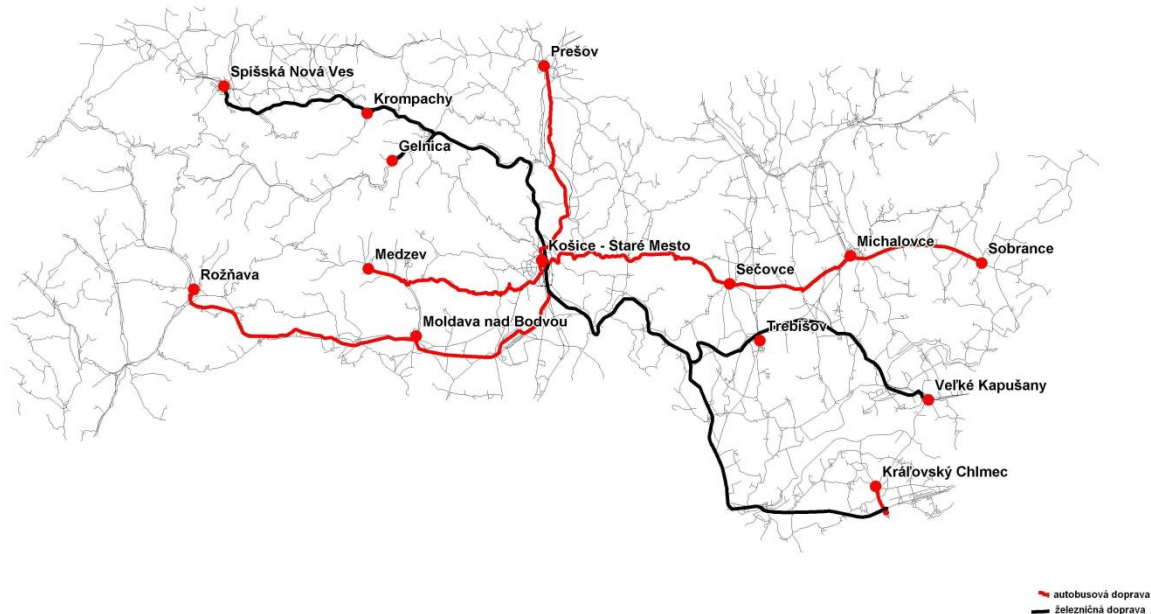 Prešov
Spišská Nová Ves
Krompachy
Gelnica
Košice - Staré Mesto
Michalovce
Sobrance
Medzev
Sečovce
Rožňava
Moldava nad Bodvou
Trebišov
Veľké Kapušany
Kráľovský Chlmec
autobusová doprava
železničná doprava